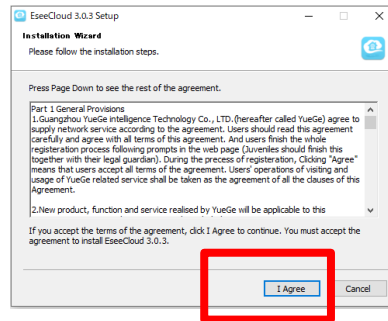 EseeCloud 3.0.3 Setup
Installation Wizard
Please follow the installation steps.
Press Page Down to see the rest of the agreement.
Part 1 General Provisions
1.Guangzhou YueGe intelligence Technology Co., LTD.(hereafter called YueGe) agree to
supply network service according to the agreement. Users should read this agreement
carefully and agree with all terms of this agreement. And users finish the whole
registration process following prompts in the web page (Juveniles should finish this
together with their legal guardian). During the precess of registration, Clicking "Agree"
means that users accept all terms of the agreement. Users' operations of visiting and
usage of YueGe related service shall be taken as the agreement of all the clauses of this
Agreement.
2.New product, function and service realised by YueGe will be applicable to this
If you accept the terms of the agreement, click I Agree to continue. You must accept the
agreement to install EseeCloud 3.0.3.
I Agree
Cancel